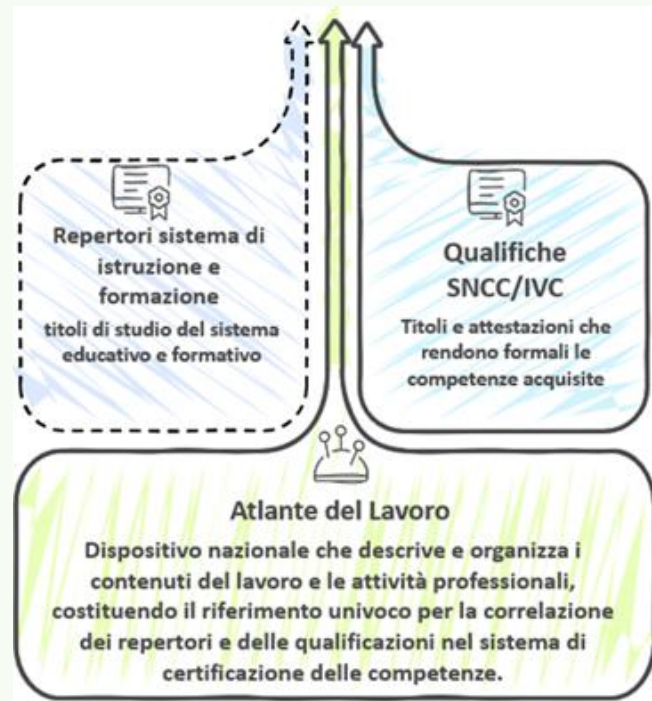 Repertori sistema di
istruzione e
formazione
titoli di studio del sistema
educativo e formativo
Qualifiche
SNCC/IVC
Titoli e attestazioni che
rendono formali le
competenze acquisite
Atlante del Lavoro
Dispositivo nazionale che descrive e organizza i
contenuti del lavoro e le attività professionali,
costituendo il riferimento univoco per la correlazione
dei repertori e delle qualificazioni nel sistema di
certificazione delle competenze.